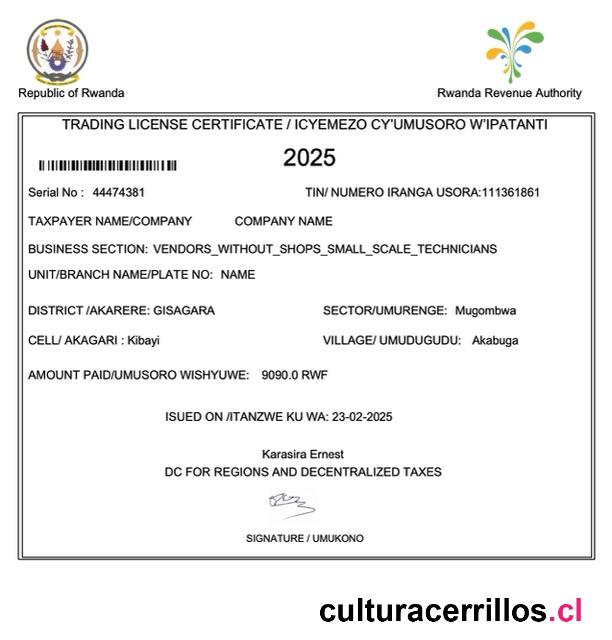 Republic of Rwanda
Rwanda Revenue Authority
TRADING LICENSE CERTIFICATE / ICYEMEZO CY'UMUSORO W'IPATANTI
2025
Serial No : 44474381
TIN/ NUMERO IRANGA USORA:111361861
TAXPAYER NAME/COMPANY COMPANY NAME
BUSINESS SECTION: VENDORS_WITHOUT_SHOPS_SMALL_SCALE_TECHNICIANS
UNIT/BRANCH NAME/PLATE NO: NAME
DISTRICT /AKARERE: GISAGARA
SECTOR/UMURENGE: Mugombwa
CELL/ AKAGARI : Kibayi
VILLAGE/ UMUDUGUDU: Akabuga
AMOUNT PAID/UMUSORO WISHYUWE: 9090.0 RWF
ISUED ON /ITANZWE KU WA: 23-02-2025
Karasira Ernest
DC FOR REGIONS AND DECENTRALIZED TAXES
SIGNATURE / UMUKONO
culturacerrillos.cl